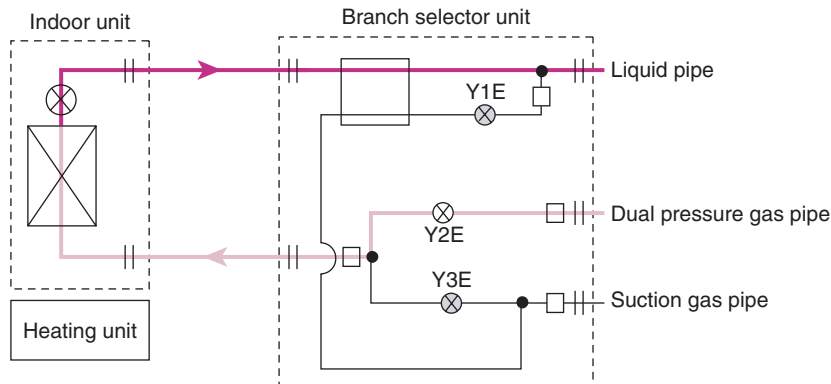 Indoor unit
Branch selector unit
Liquid pipe
Y1E
Dual pressure gas pipe
Y2E
Y3E
Suction gas pipe
Heating unit